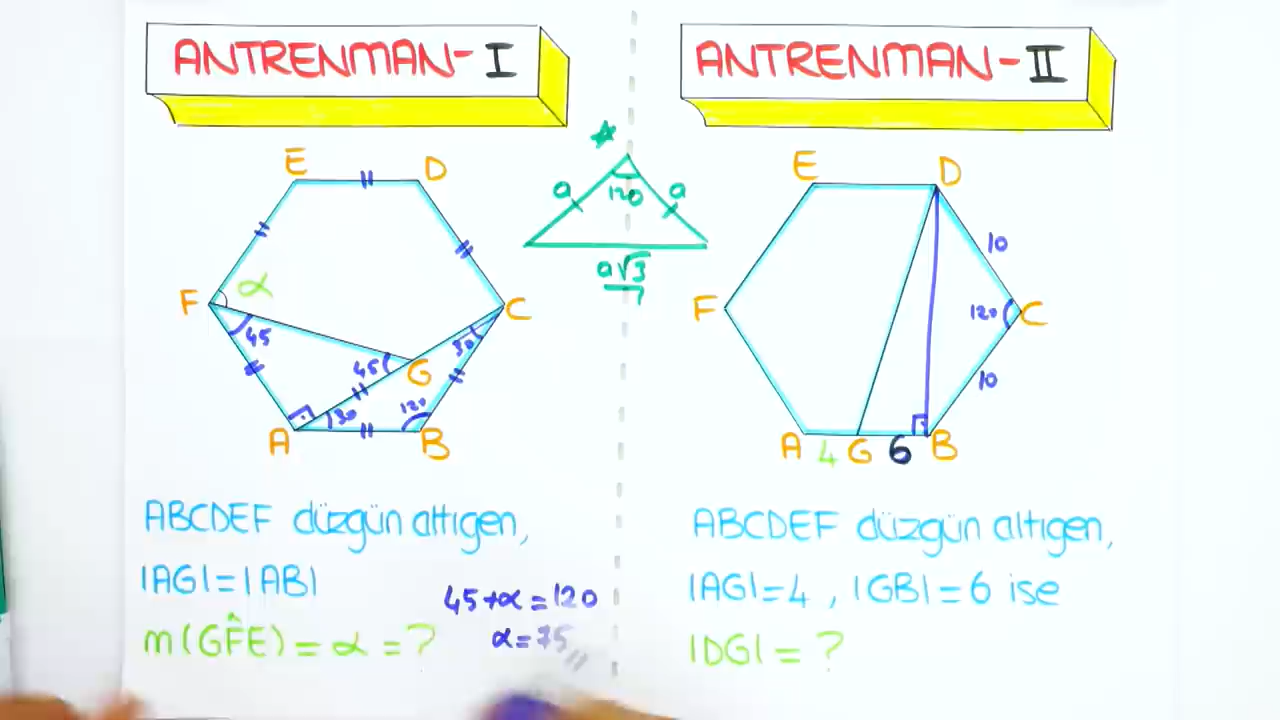 ANTRENMAN-I
E
D
F
α
45
C
30
45
G
30
120
A
B
ABCDEF düzgün altıgen,
|AG|=|AB|
m(GF̂E) = α = ?
45+α=120
α=75
a
120
a
a√3
ANTRENMAN-II
E
D
10
F
120
C
10
A
4
G
6
B
ABCDEF düzgün altıgen,
|AG|=4 , |GB|=6 ise
|DG| = ?